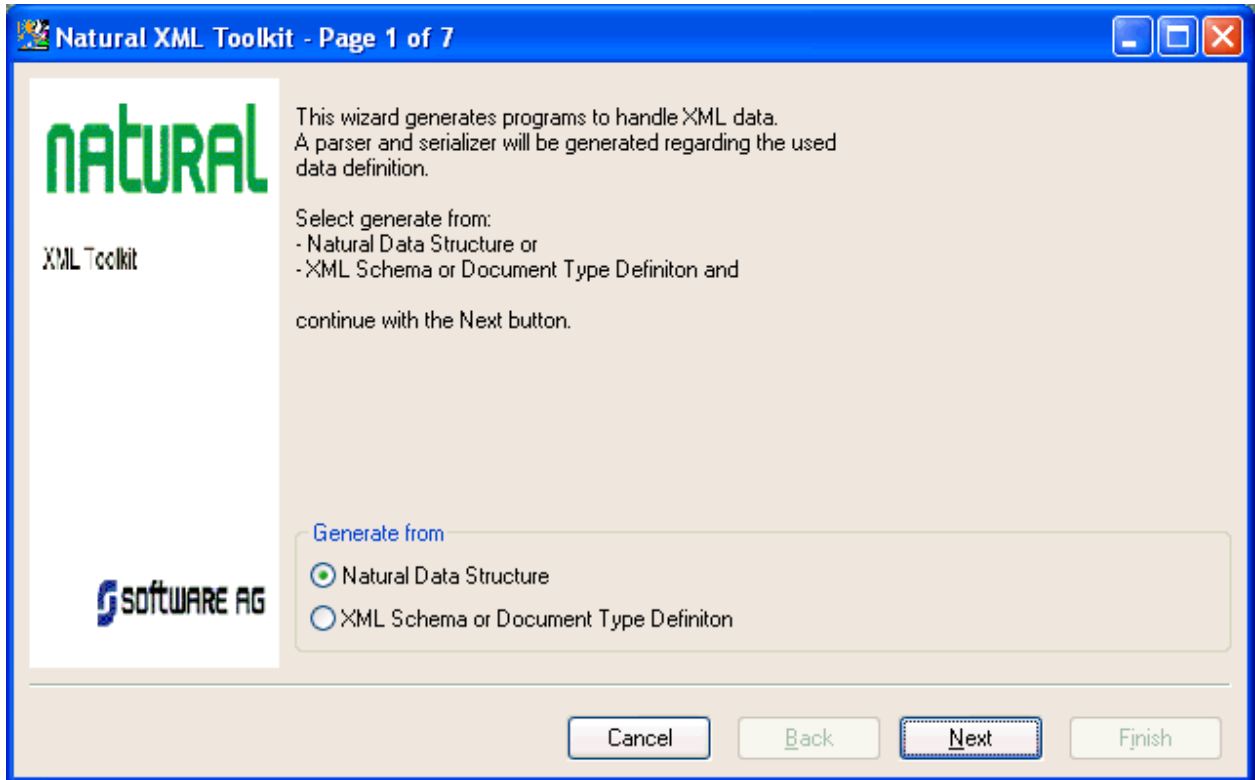 Natural XML Toolkit - Page 1 of 7
natural
XML Toolkit
This wizard generates programs to handle XML data.
A parser and serializer will be generated regarding the used
data definition.
Select generate from:
- Natural Data Structure or
- XML Schema or Document Type Definiton and
continue with the Next button.
Generate from
Natural Data Structure
XML Schema or Document Type Definiton
software AG
Cancel
Back
Next
Finish